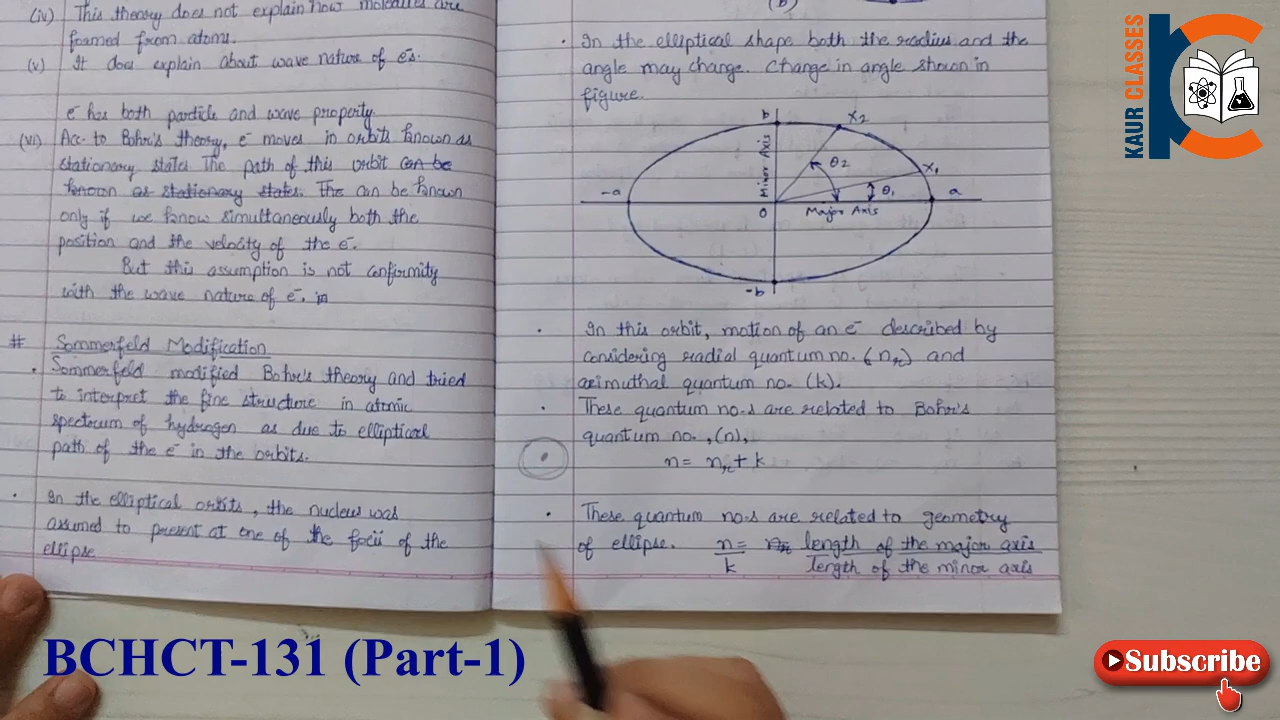 (iv) This theory does not explain how molecules are
formed from atoms.
(v) It does explain about wave nature of e⁻s.
e⁻ has both particle and wave property.
(vi) Acc. to Bohr's theory, e⁻ moves in orbits known as
stationary states. The path of this orbit can be
known as stationary states. The can be known
only if we know simultaneously both the
position and the velocity of the e⁻.
But this assumption is not confirmity
with the wave nature of e⁻. in
# Sommerfeld Modification
. Sommerfeld modified Bohr's theory and tried
to interpret the fine structure in atomic
spectrum of hydrogen as due to elliptical
path of the e⁻ in the orbits.
. In the elliptical orbits, the nucleus was
assumed to present at one of the focii of the
ellipse
(b)
. In the elliptical shape both the radius and the
angle may change. Change in angle shown in
figure.
b
X2
Minor Axis
θ2
X1
-a
θ1
a
O
Major Axis
-b
. In this orbit, motion of an e⁻ described by
considering radial quantum no. (nr) and
azimuthal quantum no. (k).
. These quantum no.s are related to Bohr's
quantum no., (n),
n = nr + k
. These quantum no.s are related to geometry
of ellipse. n = length of the major axis
k length of the minor axis
KAUR CLASSES
BCHCT-131 (Part-1)
Subscribe